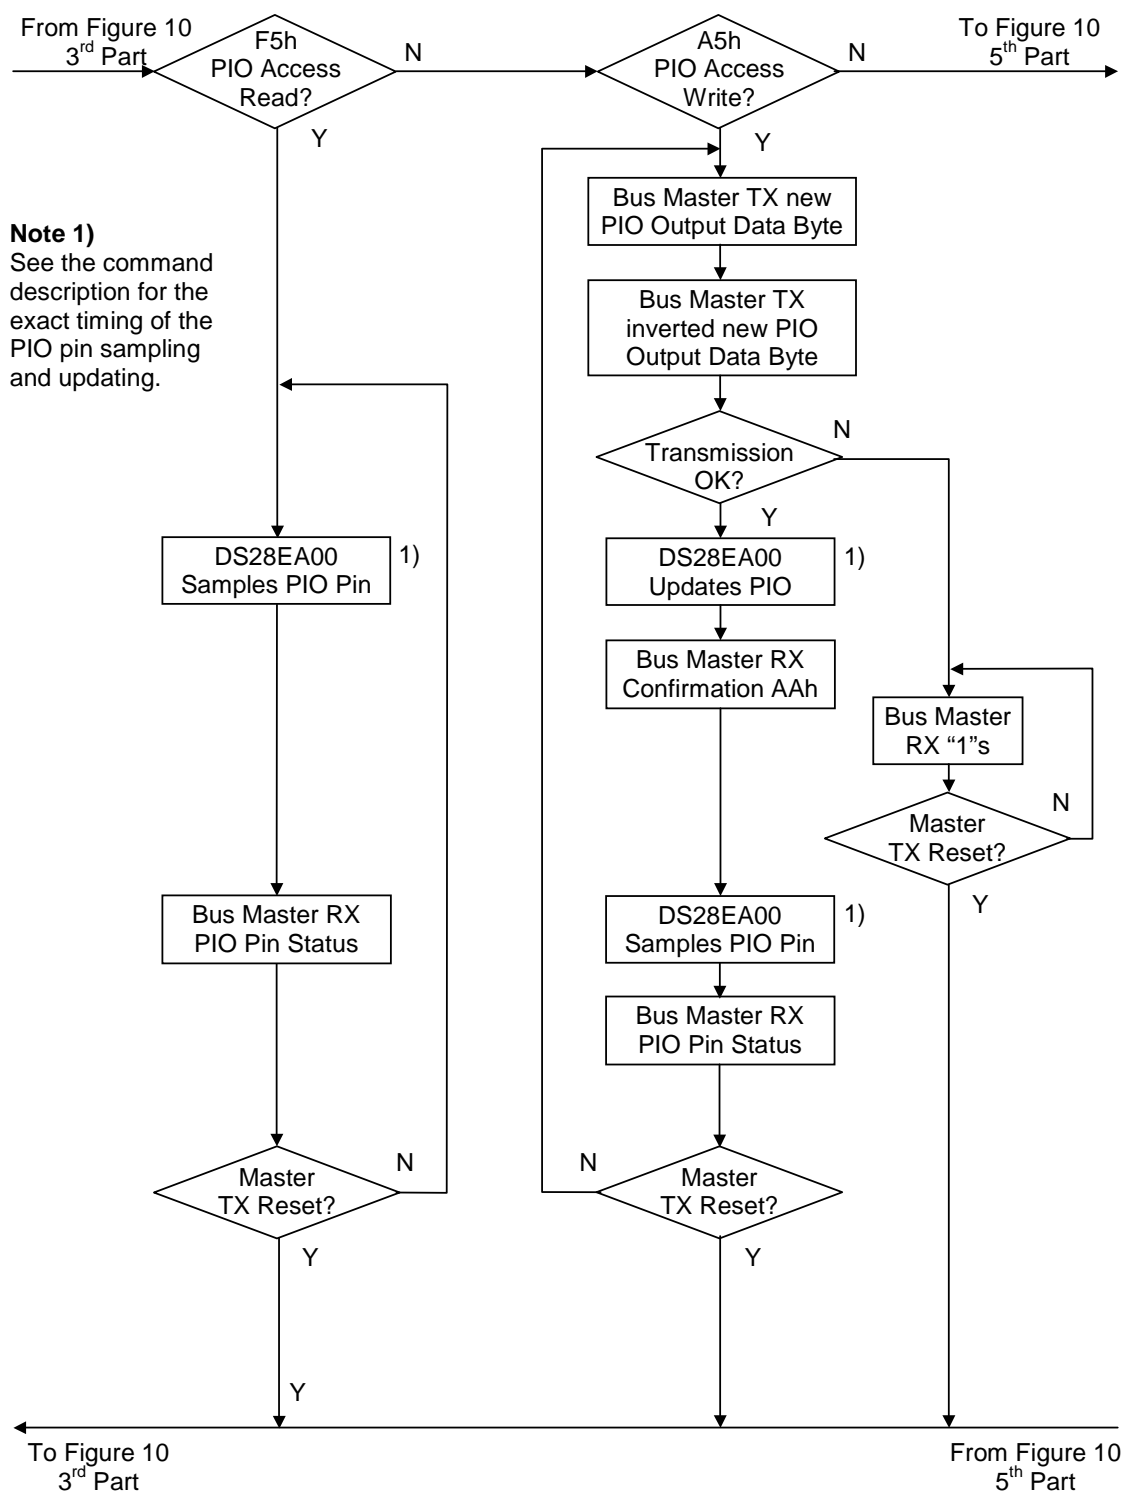 From Figure 10
3rd Part
F5h
PIO Access
Read?
N
Y
A5h
PIO Access
Write?
N
Y
To Figure 10
5th Part
Note 1)
See the command
description for the
exact timing of the
PIO pin sampling
and updating.
Bus Master TX new
PIO Output Data Byte
Bus Master TX
inverted new PIO
Output Data Byte
Transmission
OK?
N
Y
DS28EA00
Samples PIO Pin
1)
DS28EA00
Updates PIO
1)
Bus Master RX
Confirmation AAh
Bus Master
RX “1”s
Master
TX Reset?
N
Y
Bus Master RX
PIO Pin Status
DS28EA00
Samples PIO Pin
1)
Bus Master RX
PIO Pin Status
Master
TX Reset?
N
Y
Y
Master
TX Reset?
N
Y
To Figure 10
3rd Part
From Figure 10
5th Part